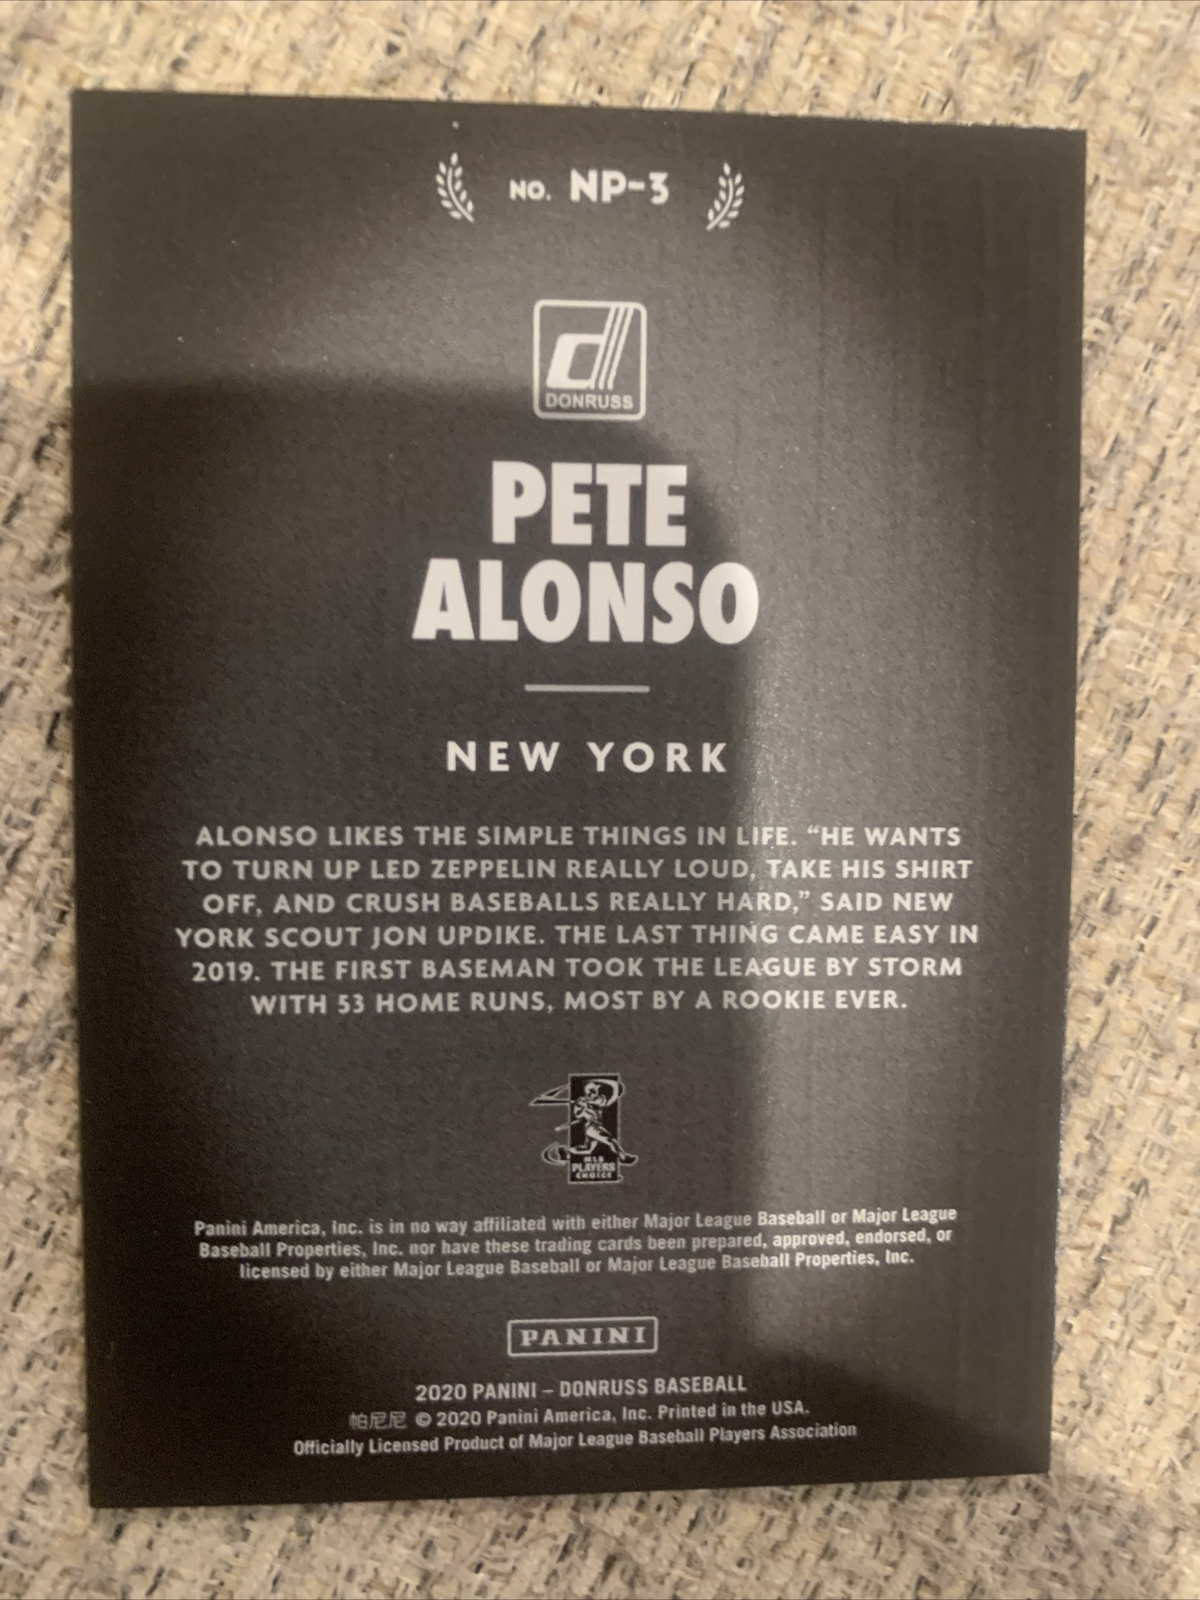 NO. NP-3
DONRUSS
PETE
ALONSO
NEW YORK
ALONSO LIKES THE SIMPLE THINGS IN LIFE. “HE WANTS
TO TURN UP LED ZEPPELIN REALLY LOUD, TAKE HIS SHIRT
OFF, AND CRUSH BASEBALLS REALLY HARD,” SAID NEW
YORK SCOUT JON UPDIKE. THE LAST THING CAME EASY IN
2019. THE FIRST BASEMAN TOOK THE LEAGUE BY STORM
WITH 53 HOME RUNS, MOST BY A ROOKIE EVER.
MLB
PLAYERS
CHOICE
Panini America, Inc. is in no way affiliated with either Major League Baseball or Major League
Baseball Properties, Inc. nor have these trading cards been prepared, approved, endorsed, or
licensed by either Major League Baseball or Major League Baseball Properties, Inc.
PANINI
2020 PANINI – DONRUSS BASEBALL
帕尼尼 © 2020 Panini America, Inc. Printed in the USA.
Officially Licensed Product of Major League Baseball Players Association